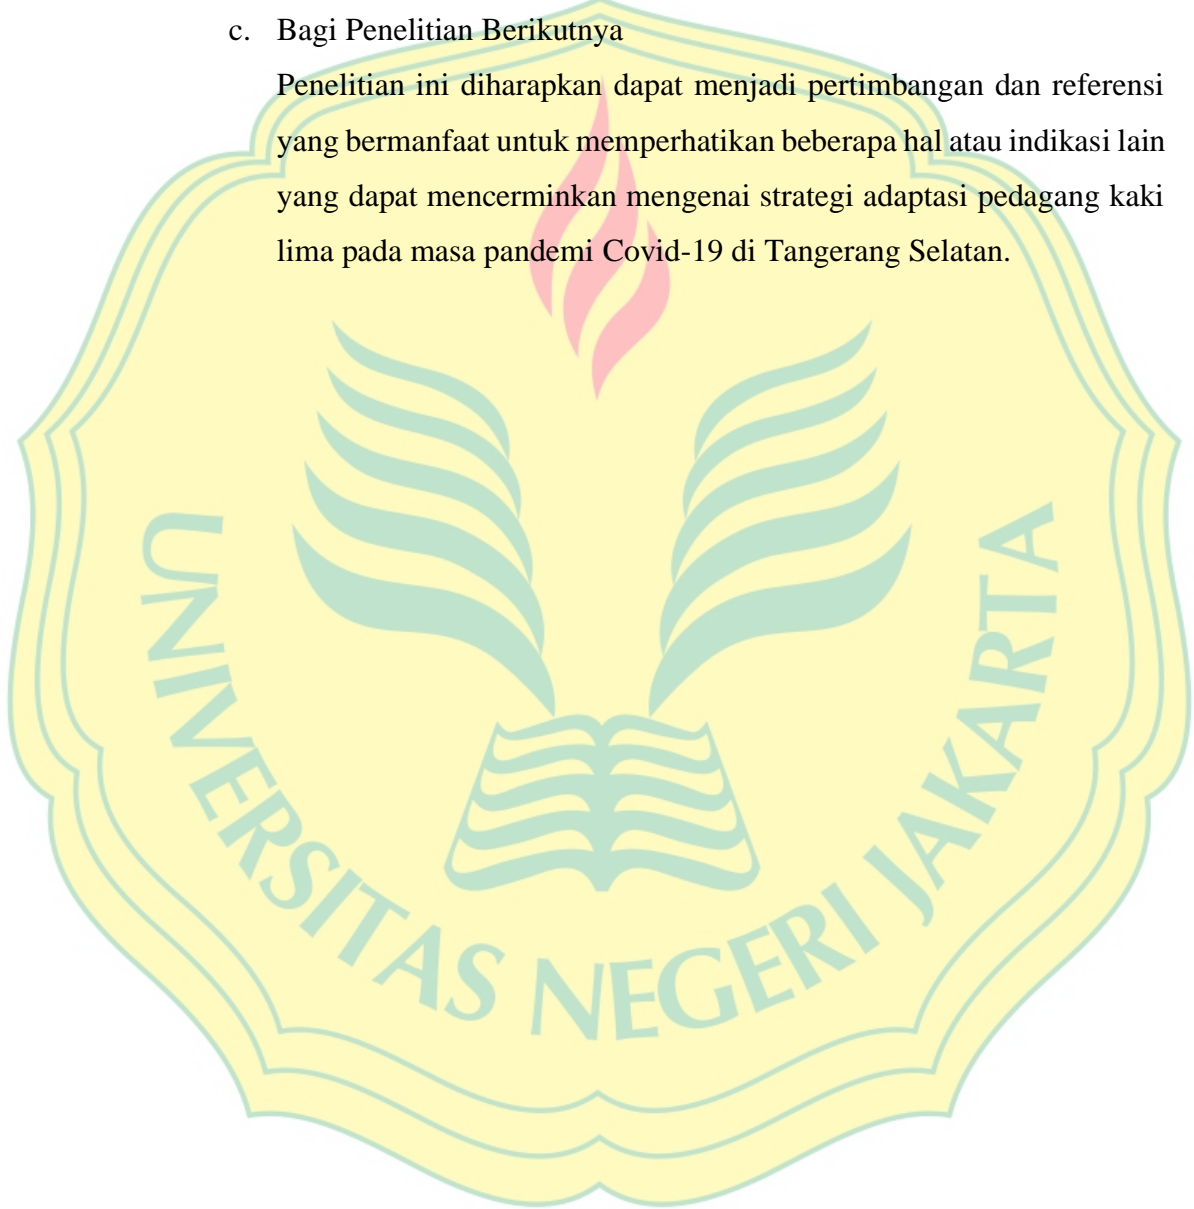 c. Bagi Penelitian Berikutnya
Penelitian ini diharapkan dapat menjadi pertimbangan dan referensi
yang bermanfaat untuk memperhatikan beberapa hal atau indikasi lain
yang dapat mencerminkan mengenai strategi adaptasi pedagang kaki
lima pada masa pandemi Covid-19 di Tangerang Selatan.
UNIVERSITAS NEGERI JAKARTA